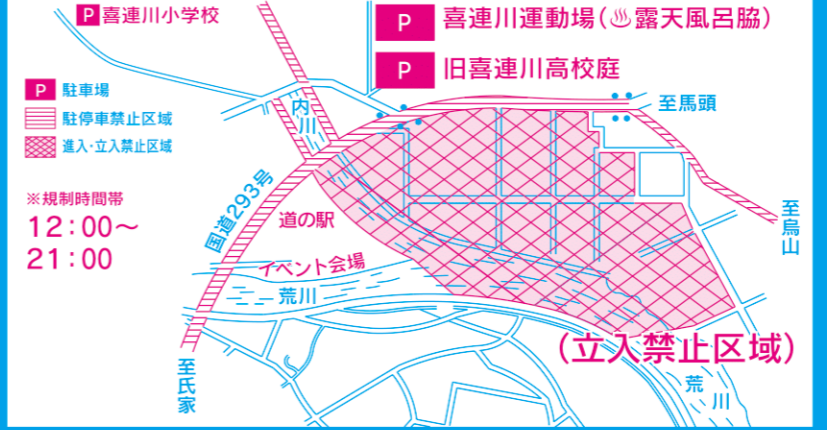 P 喜連川小学校
P 喜連川運動場(♨露天風呂脇)
P 旧喜連川高校庭
P 駐車場
駐停車禁止区域
進入・立入禁止区域
※規制時間帯
12:00～
21:00
内川
至馬頭
国道293号
道の駅
至烏山
イベント会場
荒川
(立入禁止区域)
至氏家
荒川